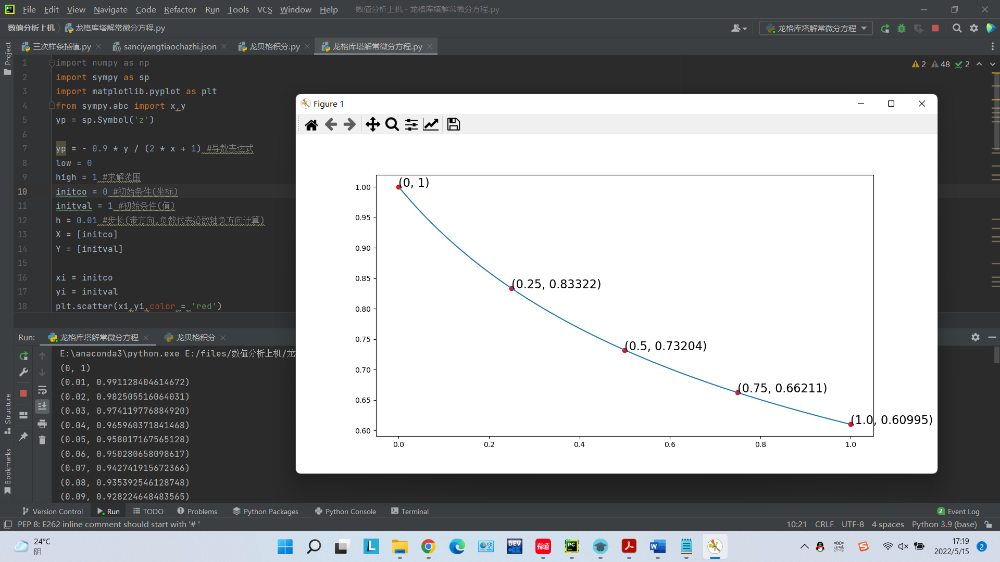 File Edit View Navigate Code Refactor Run Tools VCS Window Help 数值分析上机 - 龙格库塔解常微分方程.py
数值分析上机 龙格库塔解常微分方程.py
龙格库塔解常微分方程
三次样条插值.py sanciyangtiaochazhi.json 龙贝格积分.py 龙格库塔解常微分方程.py
Project
2 48 2
1 import numpy as np
2 import sympy as sp
3 import matplotlib.pyplot as plt
4 from sympy.abc import x,y
5 yp = sp.Symbol('z')
6
7 yp = - 0.9 * y / (2 * x + 1) #导数表达式
8 low = 0
9 high = 1 #求解范围
10 initco = 0 #初始条件(坐标)
11 initval = 1 #初始条件(值)
12 h = 0.01 #步长(带方向,负数代表沿数轴负方向计算)
13 X = [initco]
14 Y = [initval]
15
16 xi = initco
17 yi = initval
18 plt.scatter(xi,yi,color = 'red')
Figure 1
(0, 1)
(0.25, 0.83322)
(0.5, 0.73204)
(0.75, 0.66211)
(1.0, 0.60995)
1.00
0.95
0.90
0.85
0.80
0.75
0.70
0.65
0.60
0.0 0.2 0.4 0.6 0.8 1.0
Run: 龙格库塔解常微分方程 龙贝格积分
E:\anaconda3\python.exe E:/files/数值分析上机/龙
(0, 1)
(0.01, 0.991128404614672)
(0.02, 0.982505516064031)
(0.03, 0.974119776884920)
(0.04, 0.965960371841468)
(0.05, 0.958017167565128)
(0.06, 0.950280658098617)
(0.07, 0.942741915672366)
(0.08, 0.935392546128748)
(0.09, 0.928224648483565)
Structure
Bookmarks
Version Control Run TODO Problems Python Packages Python Console Terminal 2 Event Log
PEP 8: E262 inline comment should start with '# ' 10:21 CRLF UTF-8 4 spaces Python 3.9 (base)
24°C
阴
L
DEV C++
有道
PC
W
英
17:19
2022/5/15
2